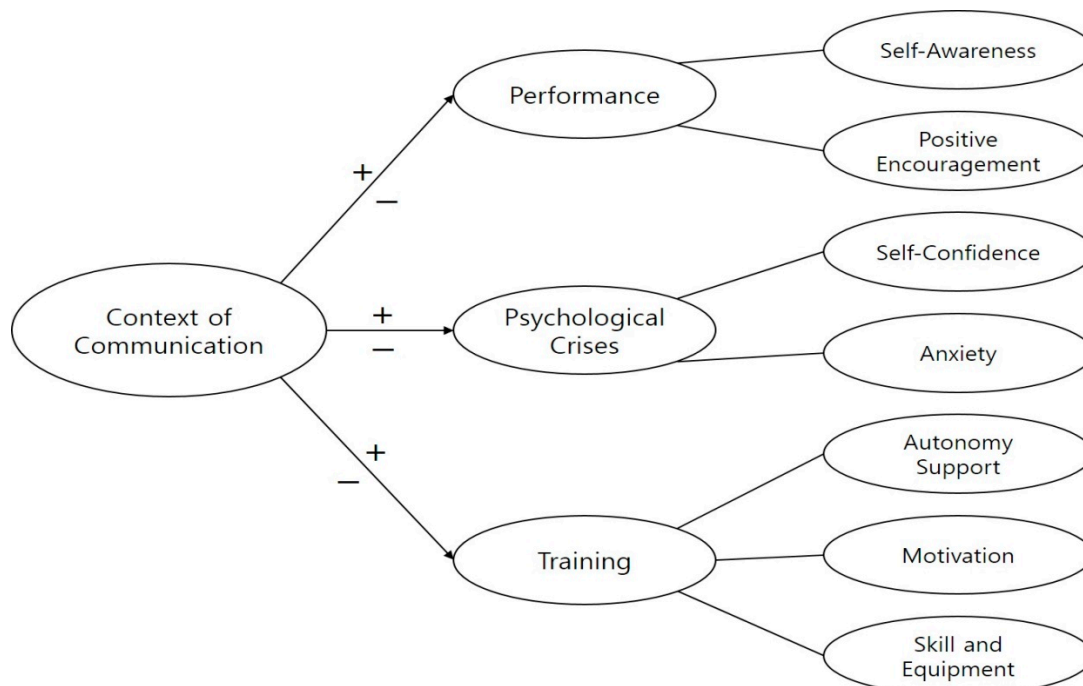 Self-Awareness
Performance
Positive
Encouragement
+
−
Self-Confidence
Context of
Communication
+
−
Psychological
Crises
Anxiety
+
−
Autonomy
Support
Training
Motivation
Skill and
Equipment